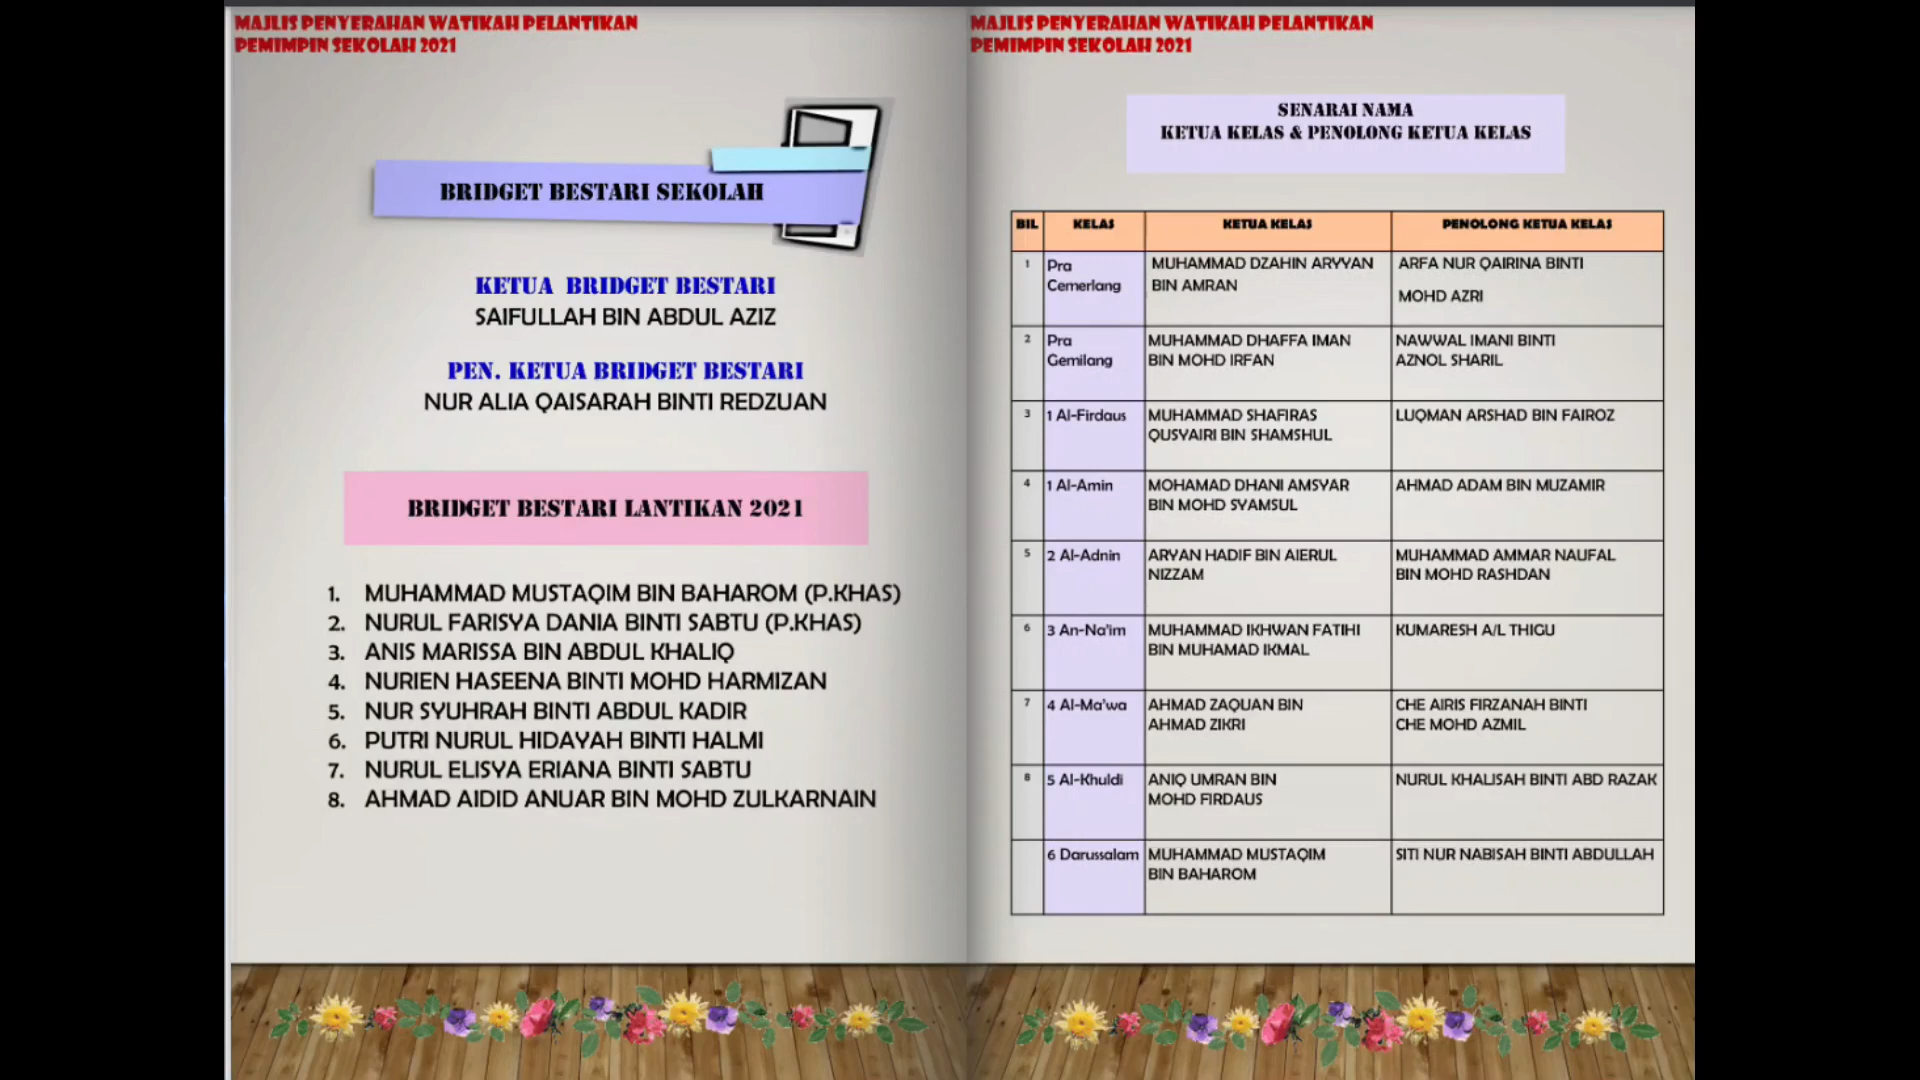 MAJLIS PENYERAHAN WATIKAH PELANTIKAN
PEMIMPIN SEKOLAH 2021
BRIDGET BESTARI SEKOLAH
KETUA BRIDGET BESTARI
SAIFULLAH BIN ABDUL AZIZ
PEN. KETUA BRIDGET BESTARI
NUR ALIA QAISARAH BINTI REDZUAN
BRIDGET BESTARI LANTIKAN 2021
1. MUHAMMAD MUSTAQIM BIN BAHAROM (P.KHAS)
2. NURUL FARISYA DANIA BINTI SABTU (P.KHAS)
3. ANIS MARISSA BIN ABDUL KHALIQ
4. NURIEN HASEENA BINTI MOHD HARMIZAN
5. NUR SYUHRAH BINTI ABDUL KADIR
6. PUTRI NURUL HIDAYAH BINTI HALMI
7. NURUL ELISYA ERIANA BINTI SABTU
8. AHMAD AIDID ANUAR BIN MOHD ZULKARNAIN
MAJLIS PENYERAHAN WATIKAH PELANTIKAN
PEMIMPIN SEKOLAH 2021
SENARAI NAMA
KETUA KELAS & PENOLONG KETUA KELAS
BIL KELAS KETUA KELAS PENOLONG KETUA KELAS
1 Pra MUHAMMAD DZAHIN ARYYAN ARFA NUR QAIRINA BINTI
Cemerlang BIN AMRAN MOHD AZRI
2 Pra MUHAMMAD DHAFFA IMAN NAWWAL IMANI BINTI
Gemilang BIN MOHD IRFAN AZNOL SHARIL
3 1 Al-Firdaus MUHAMMAD SHAFIRAS LUQMAN ARSHAD BIN FAIROZ
QUSYAIRI BIN SHAMSHUL
4 1 Al-Amin MOHAMAD DHANI AMSYAR AHMAD ADAM BIN MUZAMIR
BIN MOHD SYAMSUL
5 2 Al-Adnin ARYAN HADIF BIN AIERUL MUHAMMAD AMMAR NAUFAL
NIZZAM BIN MOHD RASHDAN
6 3 An-Na'im MUHAMMAD IKHWAN FATIHI KUMARESH A/L THIGU
BIN MUHAMAD IKMAL
7 4 Al-Ma'wa AHMAD ZAQUAN BIN CHE AIRIS FIRZANAH BINTI
AHMAD ZIKRI CHE MOHD AZMIL
8 5 Al-Khuldi ANIQ UMRAN BIN NURUL KHALISAH BINTI ABD RAZAK
MOHD FIRDAUS
6 Darussalam MUHAMMAD MUSTAQIM SITI NUR NABISAH BINTI ABDULLAH
BIN BAHAROM